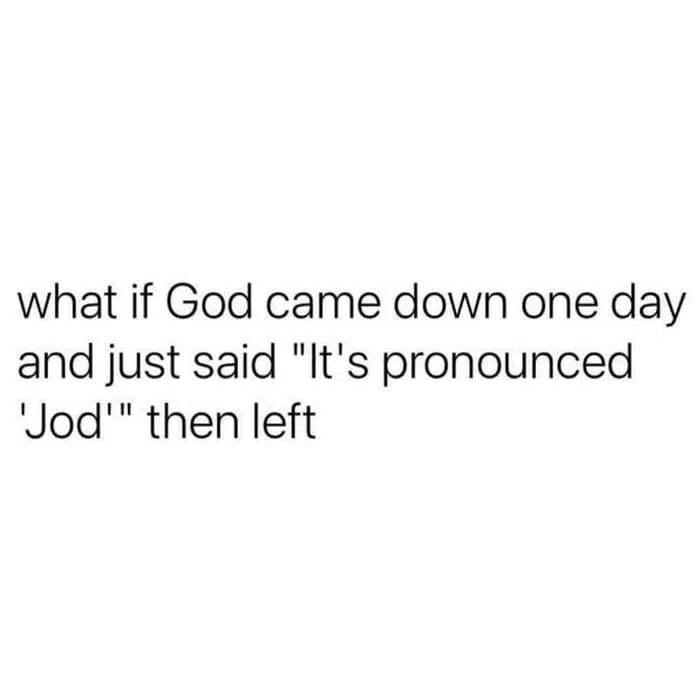 what if God came down one day
and just said "It's pronounced
'Jod'" then left